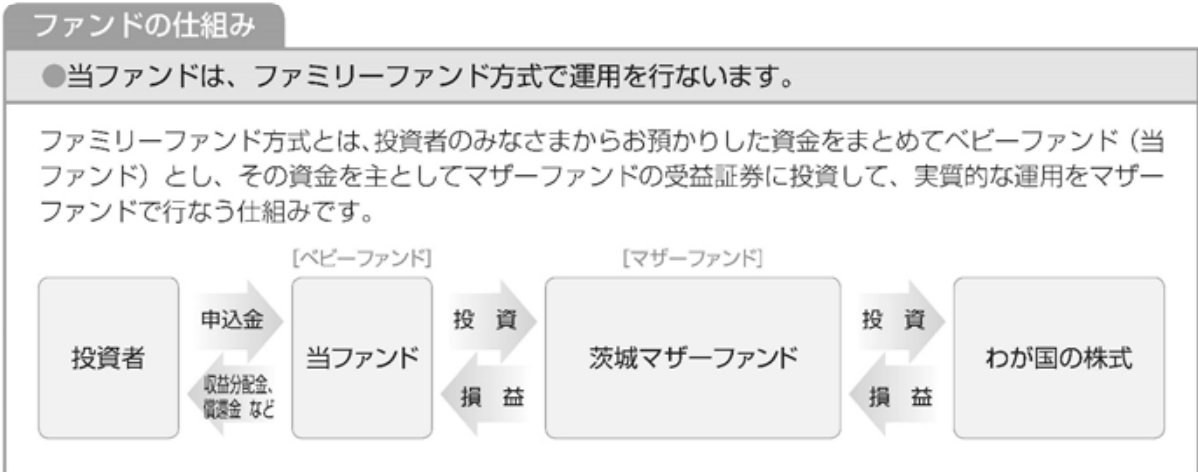 ファンドの仕組み
●当ファンドは、ファミリーファンド方式で運用を行ないます。
ファミリーファンド方式とは、投資者のみなさまからお預かりした資金をまとめてベビーファンド（当
ファンド）とし、その資金を主としてマザーファンドの受益証券に投資して、実質的な運用をマザー
ファンドで行なう仕組みです。
[ベビーファンド]
[マザーファンド]
投資者
申込金
収益分配金、
償還金 など
当ファンド
投 資
損 益
茨城マザーファンド
投 資
損 益
わが国の株式